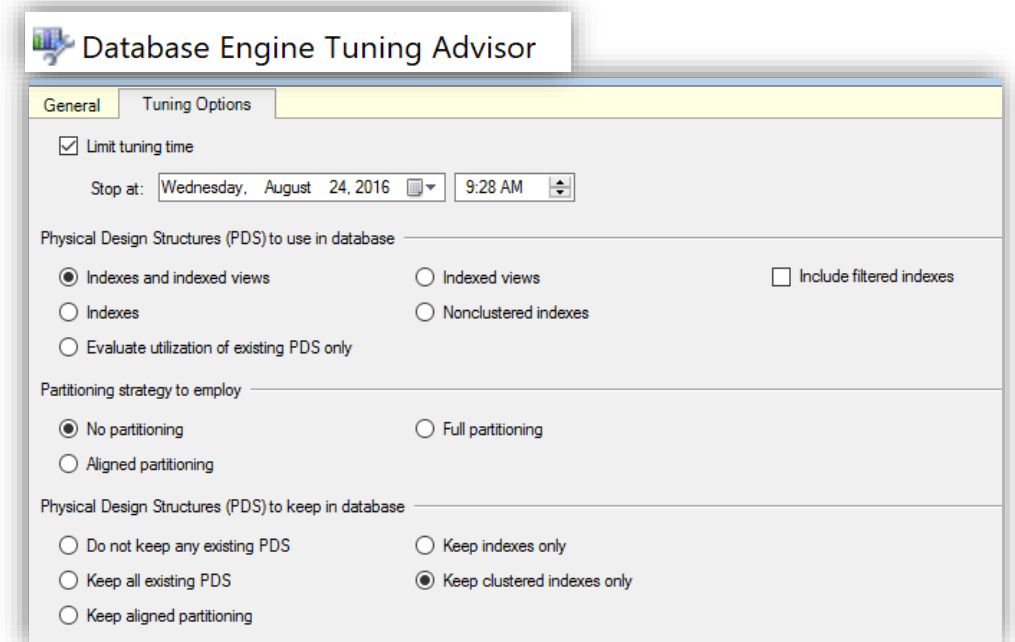 Database Engine Tuning Advisor
General Tuning Options
Limit tuning time
Stop at: Wednesday, August 24, 2016 9:28 AM
Physical Design Structures (PDS) to use in database
Indexes and indexed views Indexed views Include filtered indexes
Indexes Nonclustered indexes
Evaluate utilization of existing PDS only
Partitioning strategy to employ
No partitioning Full partitioning
Aligned partitioning
Physical Design Structures (PDS) to keep in database
Do not keep any existing PDS Keep indexes only
Keep all existing PDS Keep clustered indexes only
Keep aligned partitioning